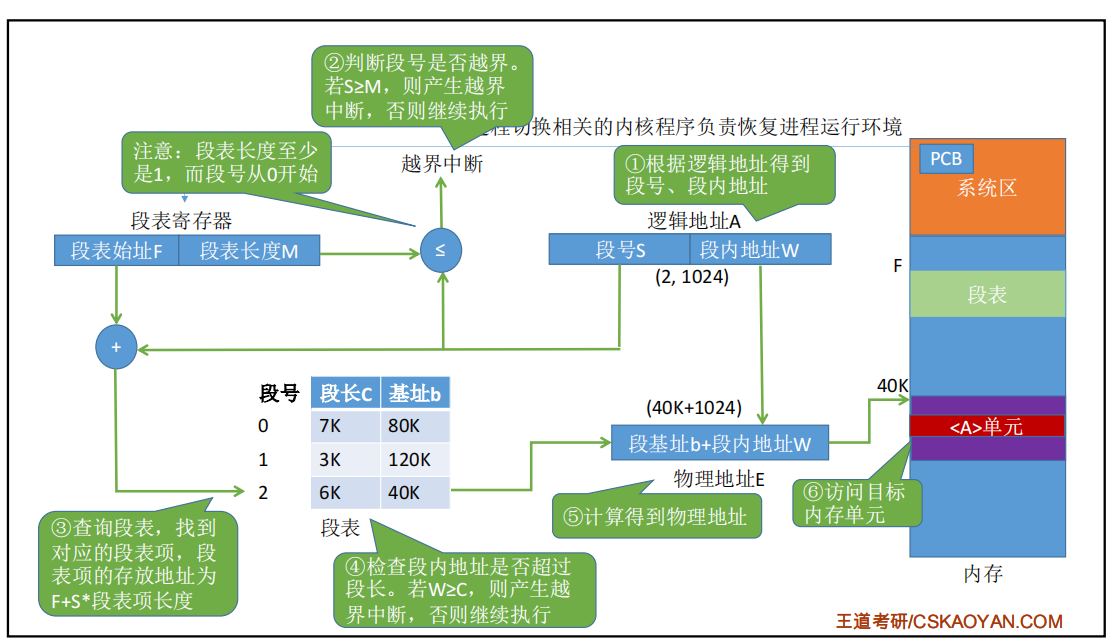 ②判断段号是否越界。
若S≥M，则产生越界
中断，否则继续执行
程切换相关的内核程序负责恢复进程运行环境
注意：段表长度至少
是1，而段号从0开始
越界中断
①根据逻辑地址得到
段号、段内地址
PCB
系统区
段表寄存器
逻辑地址A
段表始址F
段表长度M
≤
段号S
段内地址W
(2, 1024)
F
段表
+
段号
段长C
基址b
0
7K
80K
1
3K
120K
2
6K
40K
段表
40K
(40K+1024)
段基址b+段内地址W
<A>单元
物理地址E
③查询段表，找到
对应的段表项，段
表项的存放地址为
F+S*段表项长度
④检查段内地址是否超过
段长。若W≥C，则产生越
界中断，否则继续执行
⑤计算得到物理地址
⑥访问目标
内存单元
内存
王道考研/CSKAOYAN.COM